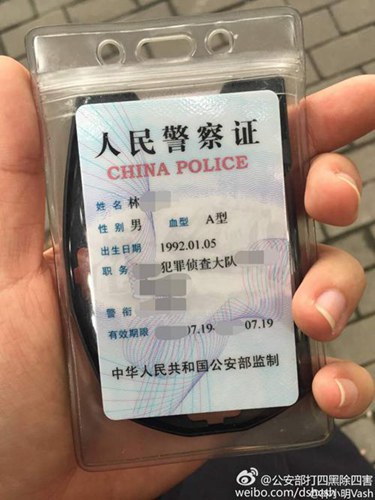 人民警察证
CHINA POLICE
姓名 林
性别 男 血型 A型
出生日期 1992.01.05
职务 犯罪侦查大队
警衔
有效期限 07.19- 07.19
中华人民共和国公安部监制
@公安部打四黑除四害
weibo.com/dshcsh